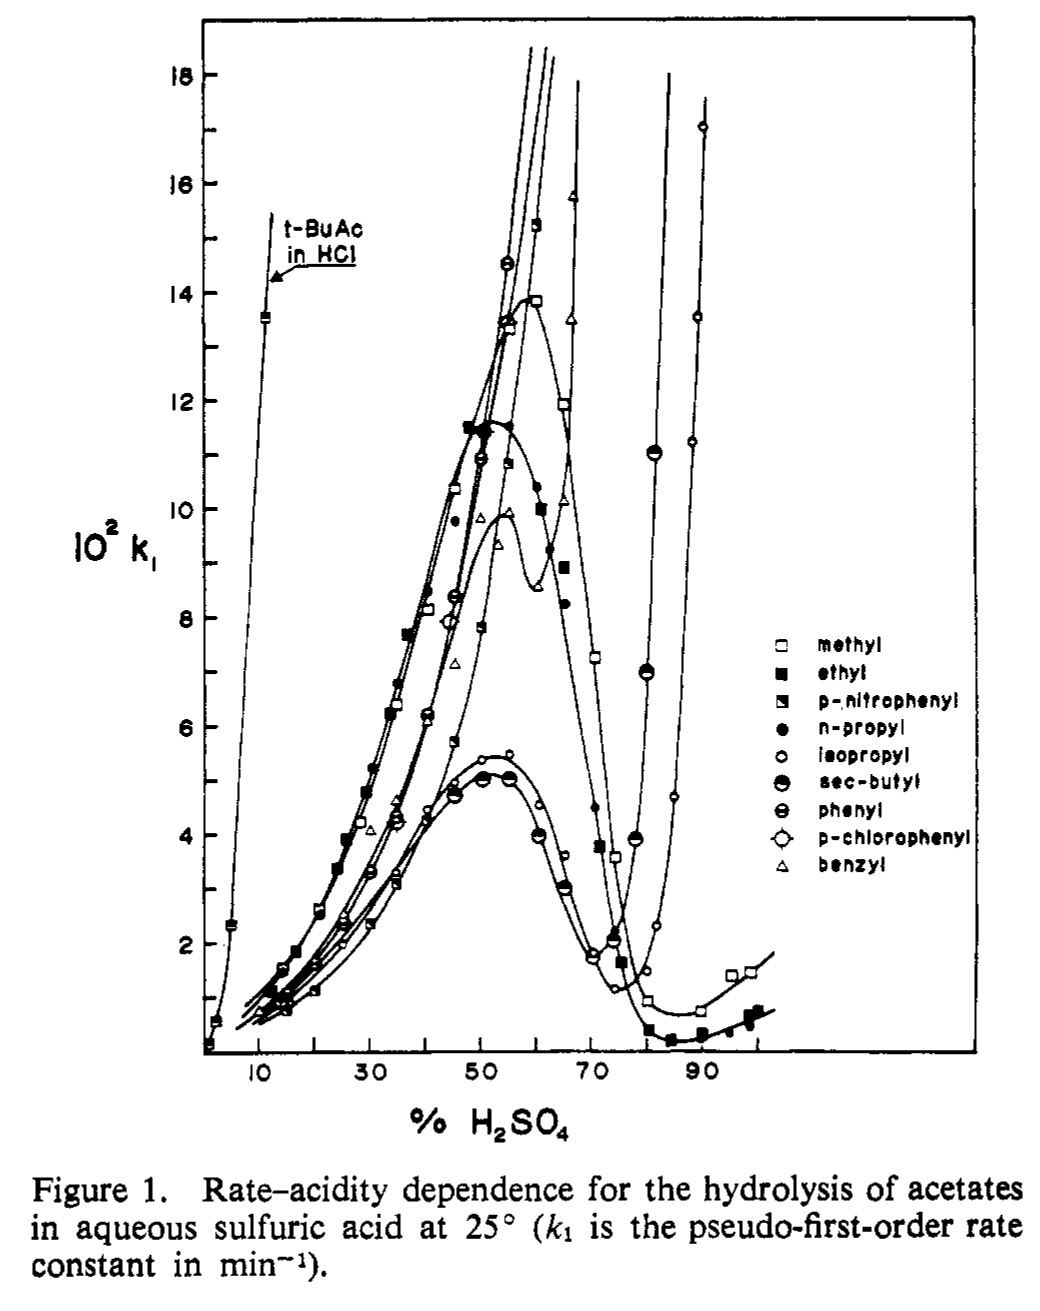 18
16
t-BuAc
in HCl
14
12
10
10² k₁
8
methyl
ethyl
6
p-nitrophenyl
n-propyl
isopropyl
sec-butyl
phenyl
4
p-chlorophenyl
benzyl
2
10 30 50 70 90
% H₂SO₄
Figure 1. Rate–acidity dependence for the hydrolysis of acetates
in aqueous sulfuric acid at 25° (k₁ is the pseudo-first-order rate
constant in min⁻¹).